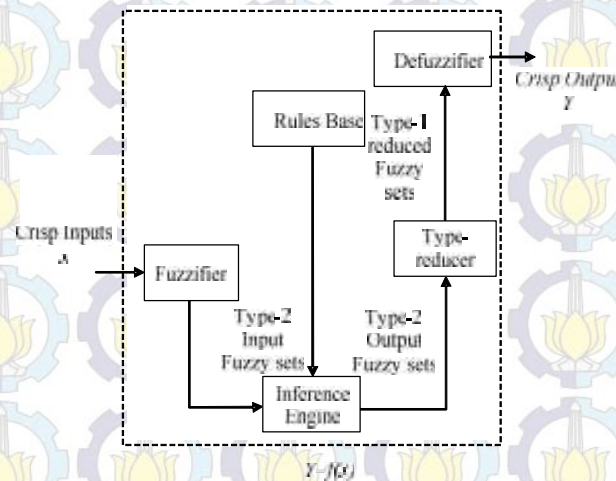 Defuzzifier
Crisp Output
Y
Rules Base
Type-1
reduced
Fuzzy
sets
Crisp Inputs
Type-
reducer
Fuzzifier
Type-2
Input
Fuzzy sets
Type-2
Output
Fuzzy sets
Inference
Engine
Y=f(x)